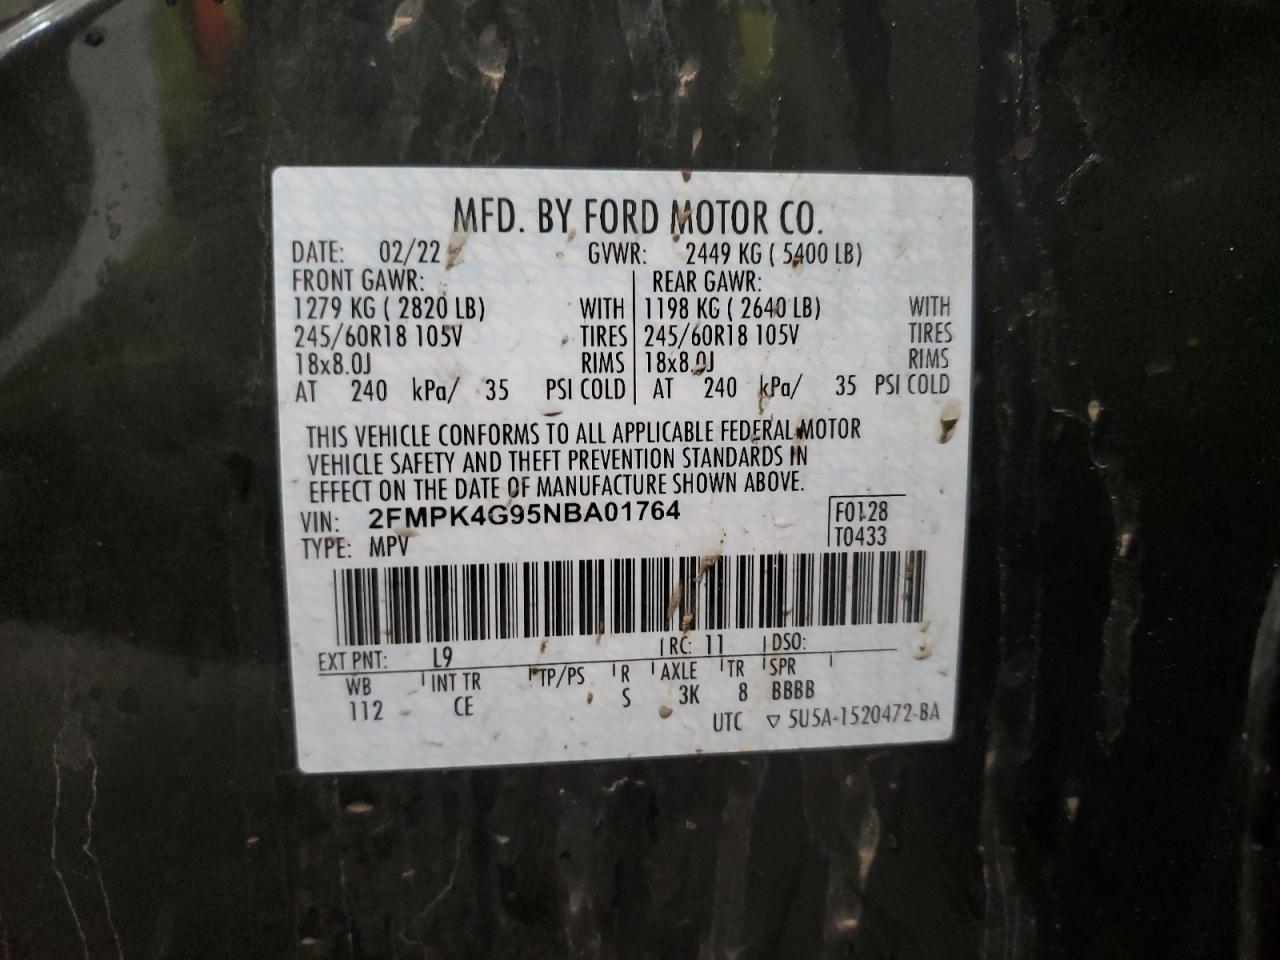 MFD. BY FORD MOTOR CO.
DATE: 02/22 GVWR: 2449 KG ( 5400 LB)
FRONT GAWR: REAR GAWR:
1279 KG ( 2820 LB) WITH 1198 KG ( 2640 LB) WITH
245/60R18 105V TIRES 245/60R18 105V TIRES
18x8.0J RIMS 18x8.0J RIMS
AT 240 kPa/ 35 PSI COLD AT 240 kPa/ 35 PSI COLD
THIS VEHICLE CONFORMS TO ALL APPLICABLE FEDERAL MOTOR
VEHICLE SAFETY AND THEFT PREVENTION STANDARDS IN
EFFECT ON THE DATE OF MANUFACTURE SHOWN ABOVE.
VIN: 2FMPK4G95NBA01764 F0128
TYPE: MPV T0433
EXT PNT: L9 RC: 11 DSO:
WB INT TR TP/PS R AXLE TR SPR
112 CE S 3K 8 BBBB
UTC ▽ 5U5A-1520472-BA